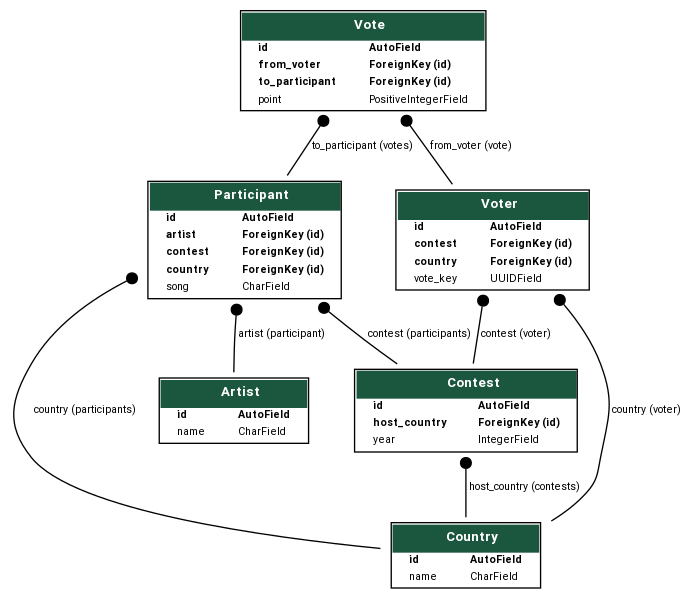 Vote
id AutoField
from_voter ForeignKey (id)
to_participant ForeignKey (id)
point PositiveIntegerField
to_participant (votes)
from_voter (vote)
Participant
id AutoField
artist ForeignKey (id)
contest ForeignKey (id)
country ForeignKey (id)
song CharField
Voter
id AutoField
contest ForeignKey (id)
country ForeignKey (id)
vote_key UUIDField
artist (participant)
contest (participants)
contest (voter)
Artist
id AutoField
name CharField
Contest
id AutoField
host_country ForeignKey (id)
year IntegerField
country (participants)
country (voter)
host_country (contests)
Country
id AutoField
name CharField